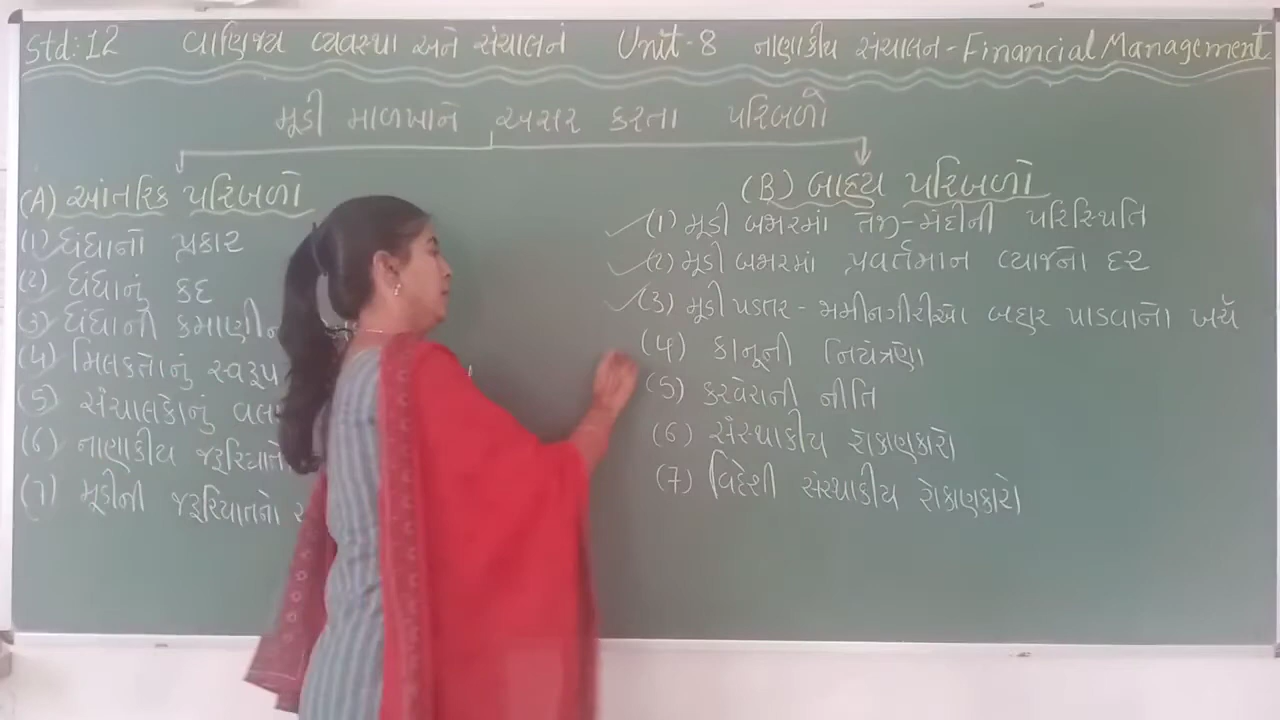 Std: 12 વાણિજ્ય વ્યવસ્થા અને સંચાલન Unit-8 નાણાકીય સંચાલન-Financial Management
મૂડી માળખાને અસર કરતા પરિબળો
(A) આંતરિક પરિબળો
(1) ધંધાનો પ્રકાર
(2) ધંધાનું કદ
(3) ધંધાની કમાણીન
(4) મિલકતોનું સ્વરૂપ
(5) સંચાલકોનું વલ
(6) નાણાકીય જરૂરિયાતો
(7) મૂડીની જરૂરિયાતનો
(B) બાહ્ય પરિબળો
(1) મૂડી બજારમાં તેજી-મંદીની પરિસ્થિતિ
(2) મૂડી બજારમાં પ્રવર્તમાન વ્યાજનો દર
(3) મૂડી પડતર - જામીનગીરીઓ બહાર પાડવાનો ખર્ચ
(4) કાનૂની નિયંત્રણો
(5) કરવેરાની નીતિ
(6) સંસ્થાકીય રોકાણકારો
(7) વિદેશી સંસ્થાકીય રોકાણકારો